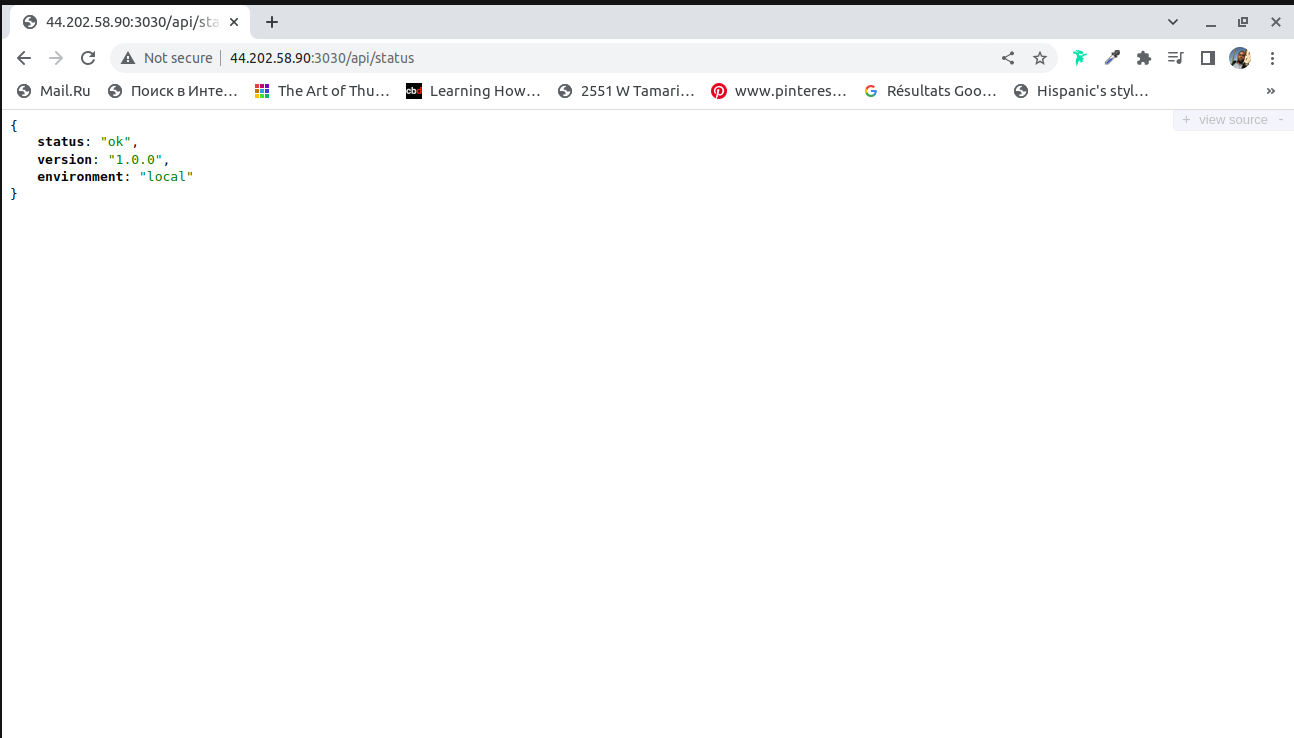 44.202.58.90:3030/api/sta
Not secure 44.202.58.90:3030/api/status
Mail.Ru Поиск в Инте… The Art of Thu… cbd Learning How… 2551 W Tamari… www.pinteres… Résultats Goo… Hispanic's styl… »
+ view source -
{
status: "ok",
version: "1.0.0",
environment: "local"
}